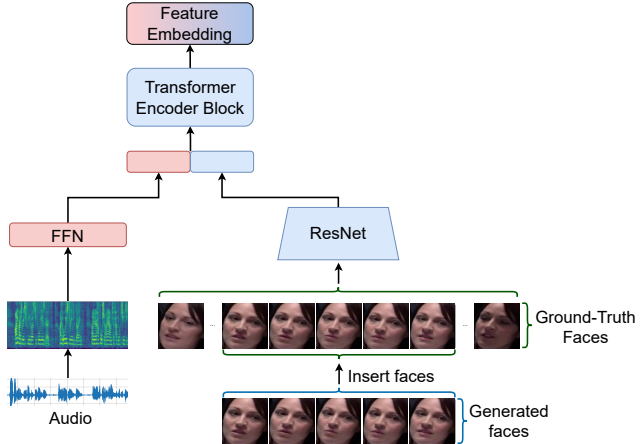 Feature
Embedding
Transformer
Encoder Block
FFN
ResNet
...
...
Ground-Truth
Faces
Insert faces
Audio
Generated
faces